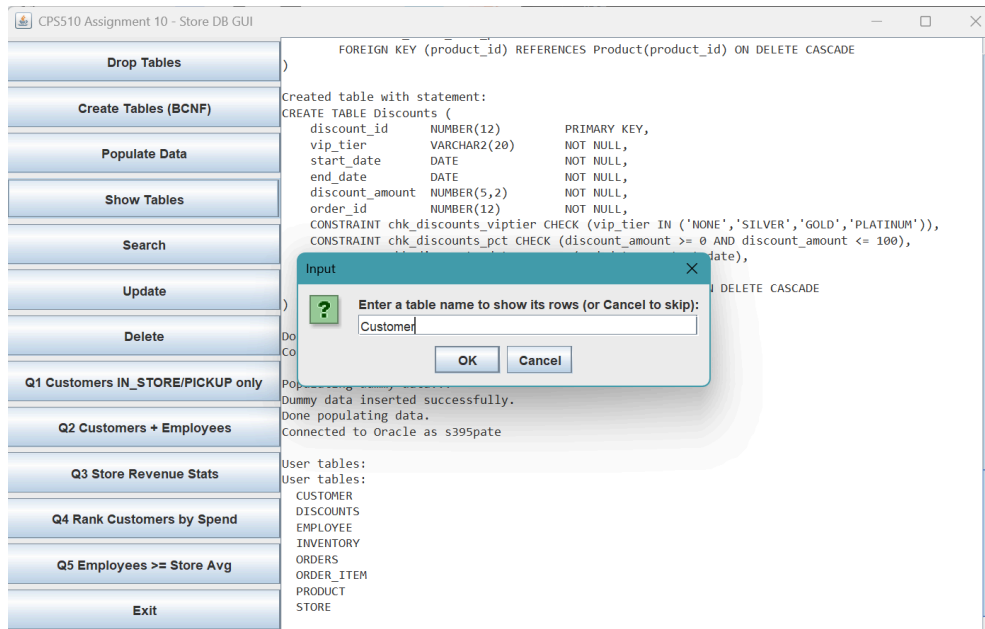 CPS510 Assignment 10 - Store DB GUI
Drop Tables
Create Tables (BCNF)
Populate Data
Show Tables
Search
Update
Delete
Q1 Customers IN_STORE/PICKUP only
Q2 Customers + Employees
Q3 Store Revenue Stats
Q4 Rank Customers by Spend
Q5 Employees >= Store Avg
Exit
FOREIGN KEY (product_id) REFERENCES Product(product_id) ON DELETE CASCADE
)
Created table with statement:
CREATE TABLE Discounts (
discount_id NUMBER(12) PRIMARY KEY,
vip_tier VARCHAR2(20) NOT NULL,
start_date DATE NOT NULL,
end_date DATE NOT NULL,
discount_amount NUMBER(5,2) NOT NULL,
order_id NUMBER(12) NOT NULL,
CONSTRAINT chk_discounts_viptier CHECK (vip_tier IN ('NONE','SILVER','GOLD','PLATINUM')),
CONSTRAINT chk_discounts_pct CHECK (discount_amount >= 0 AND discount_amount <= 100),
date),
DELETE CASCADE
)
Do
Co
Input
Enter a table name to show its rows (or Cancel to skip):
Customer
OK Cancel
Dummy data inserted successfully.
Done populating data.
Connected to Oracle as s395pate
User tables:
User tables:
CUSTOMER
DISCOUNTS
EMPLOYEE
INVENTORY
ORDERS
ORDER_ITEM
PRODUCT
STORE